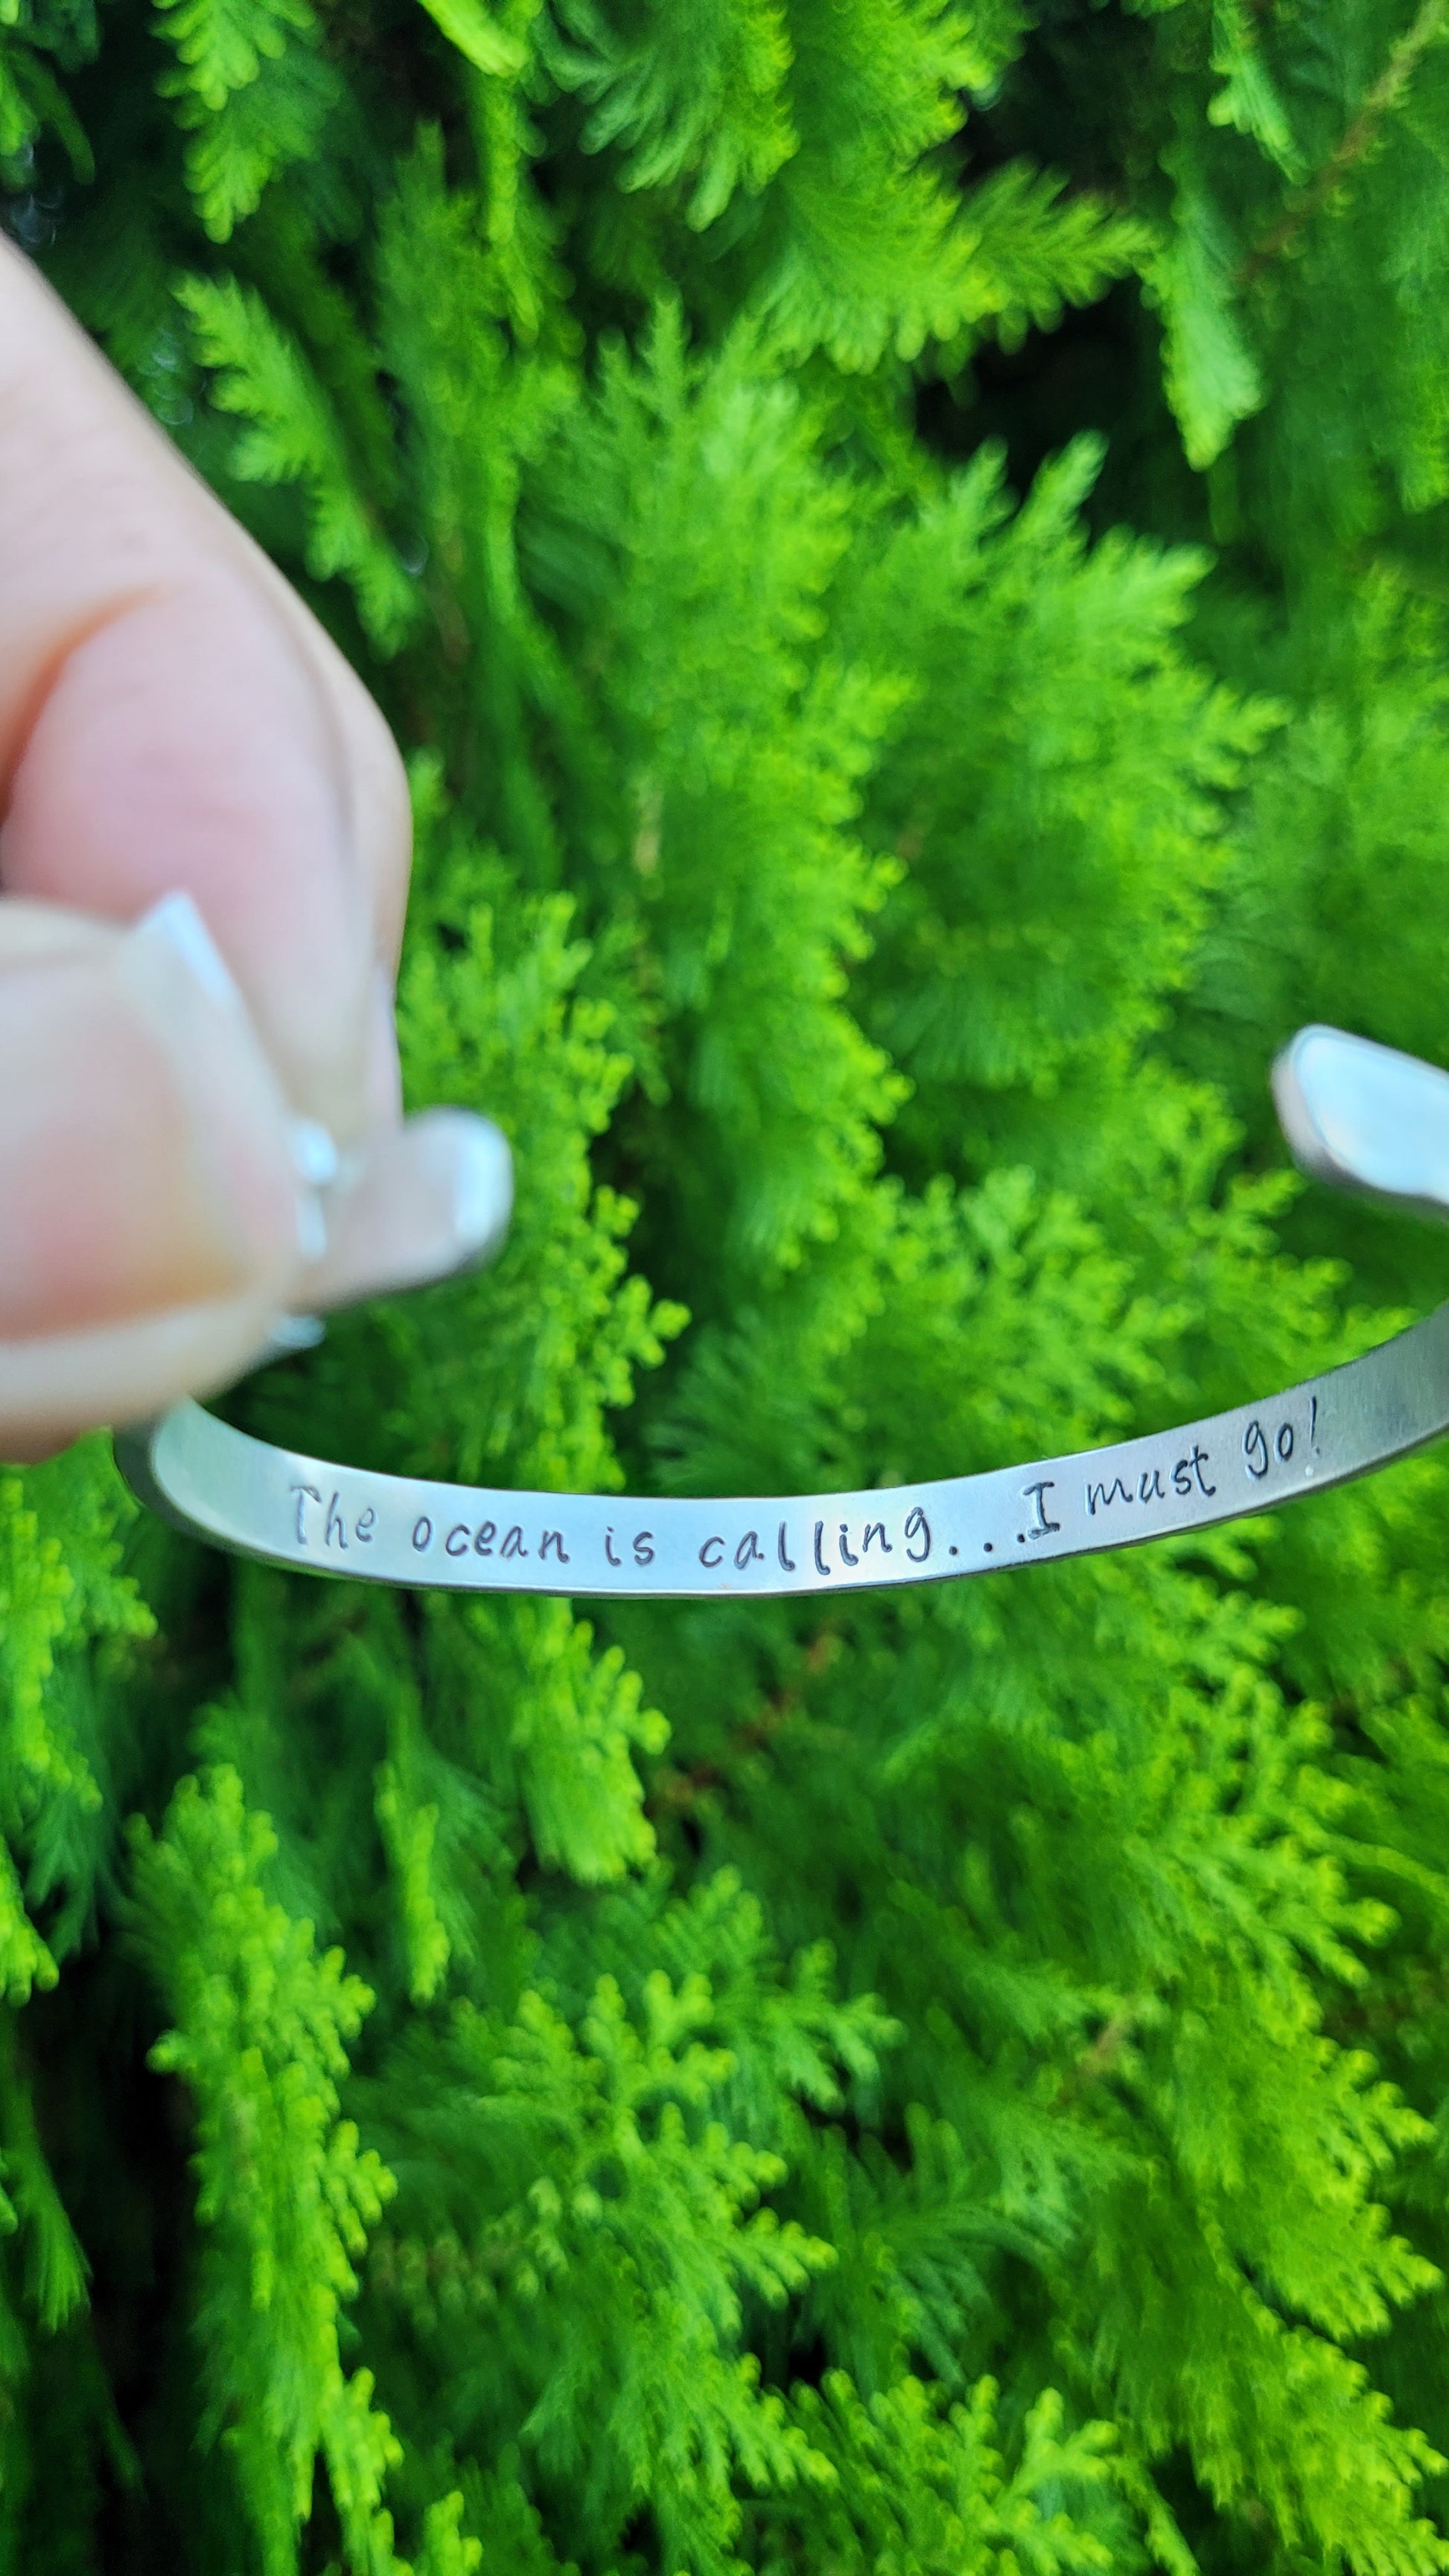 The ocean is calling...I must go!